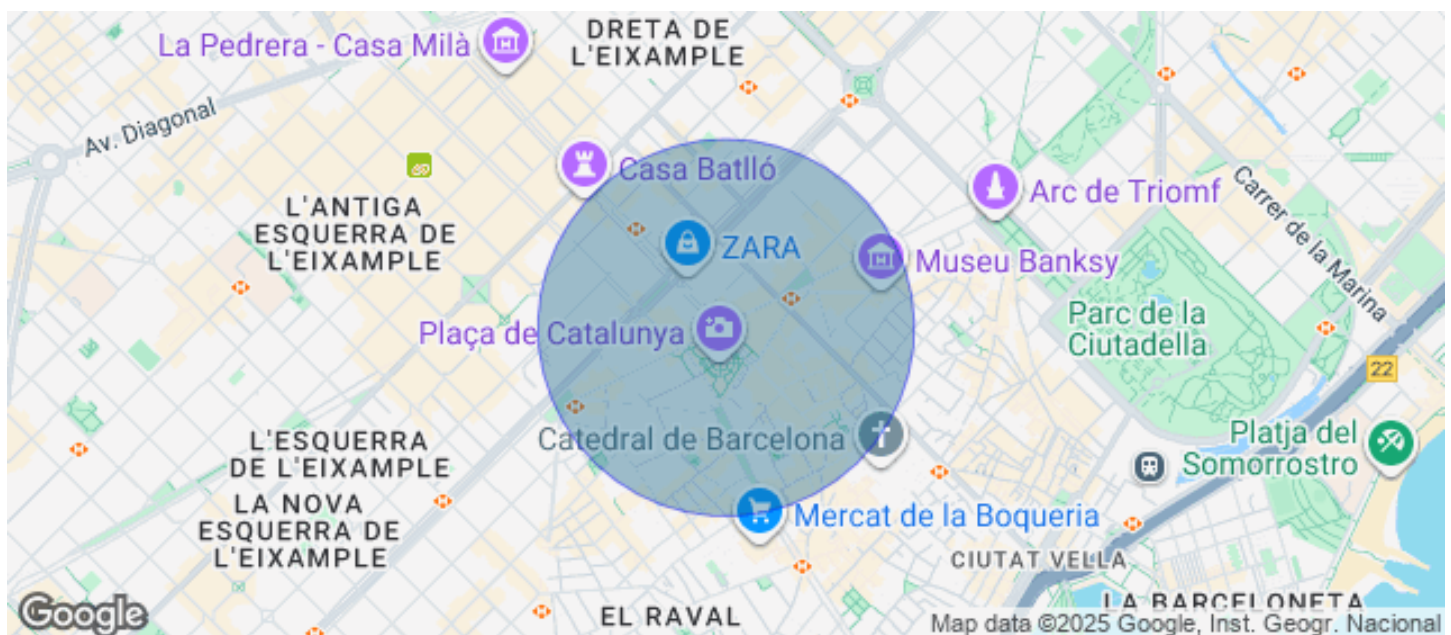 DRETA DE
L'EIXAMPLE
La Pedrera - Casa Milà
Av. Diagonal
Casa Batlló
Arc de Triomf
Carrer de la Marina
L'ANTIGA
ESQUERRA DE
L'EIXAMPLE
ZARA
Museu Banksy
Plaça de Catalunya
Parc de la
Ciutadella
22
L'ESQUERRA
DE L'EIXAMPLE
Catedral de Barcelona
Platja del
Somorrostro
LA NOVA
ESQUERRA DE
L'EIXAMPLE
Mercat de la Boqueria
CIUTAT VELLA
EL RAVAL
LA BARCELONETA
Google
Map data ©2025 Google, Inst. Geogr. Nacional